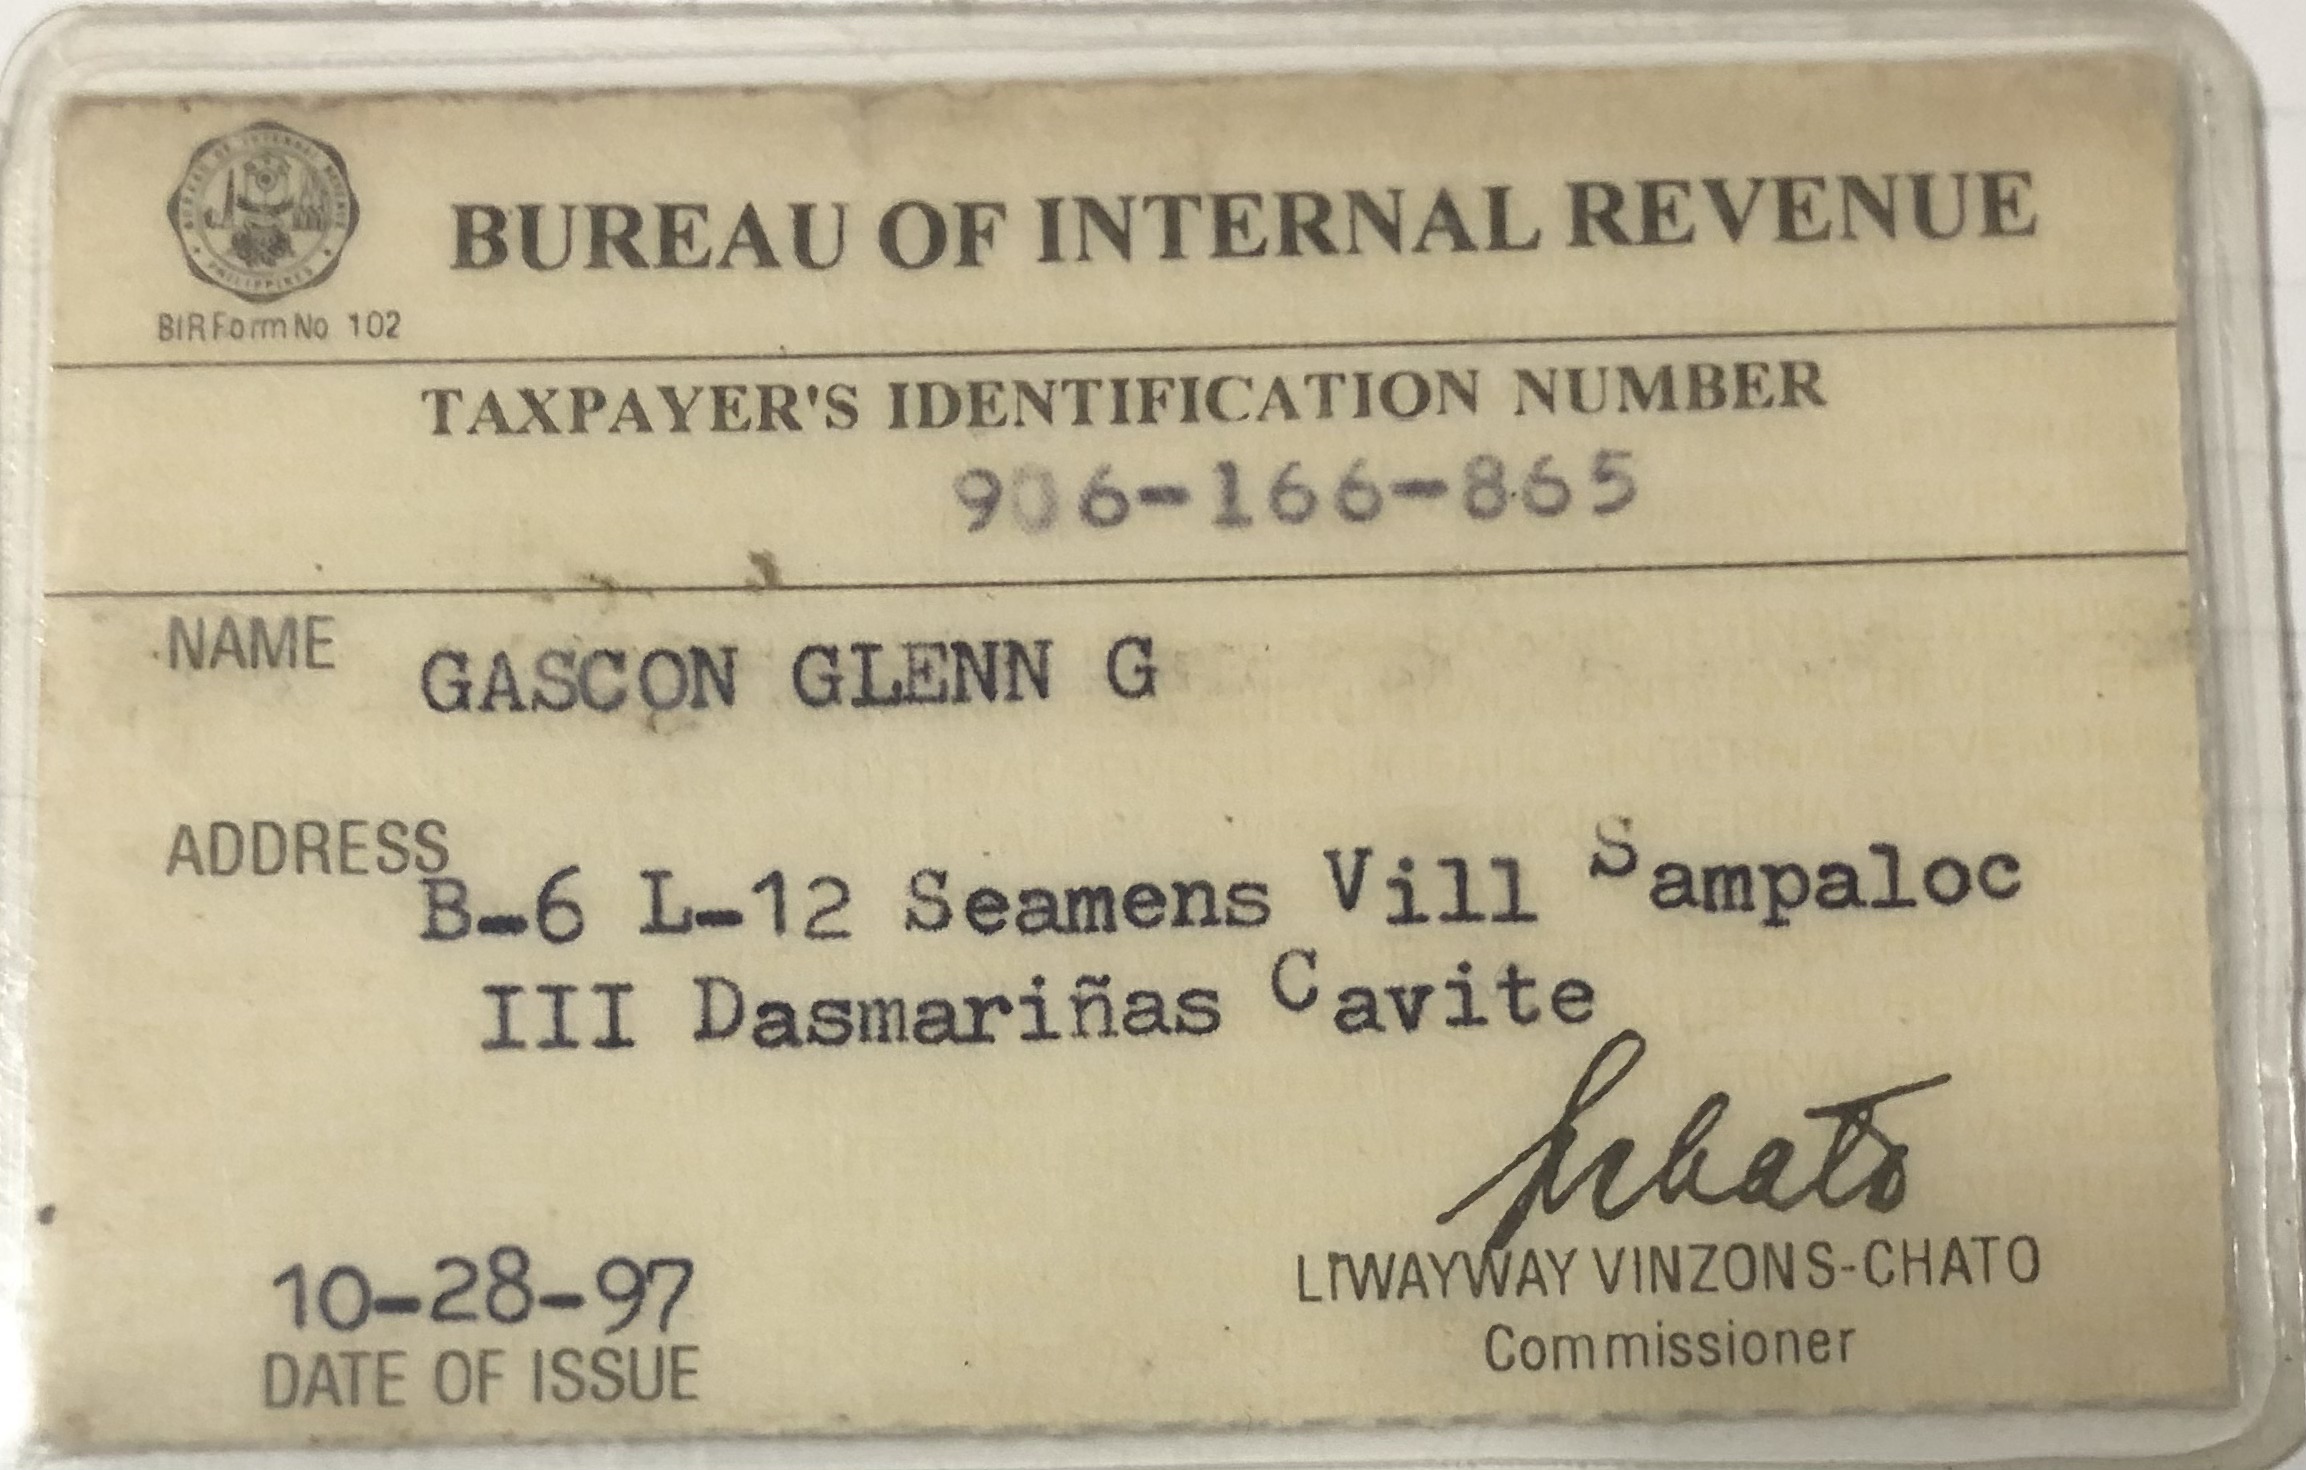 BUREAU OF INTERNAL REVENUE
PHILIPPINES
BIR Form No 102
TAXPAYER'S IDENTIFICATION NUMBER
906-166-865
NAME GASCON GLENN G
ADDRESS
B-6 L-12 Seamens Vill Sampaloc
III Dasmariñas Cavite
LIWAYWAY VINZONS-CHATO
Commissioner
10-28-97
DATE OF ISSUE